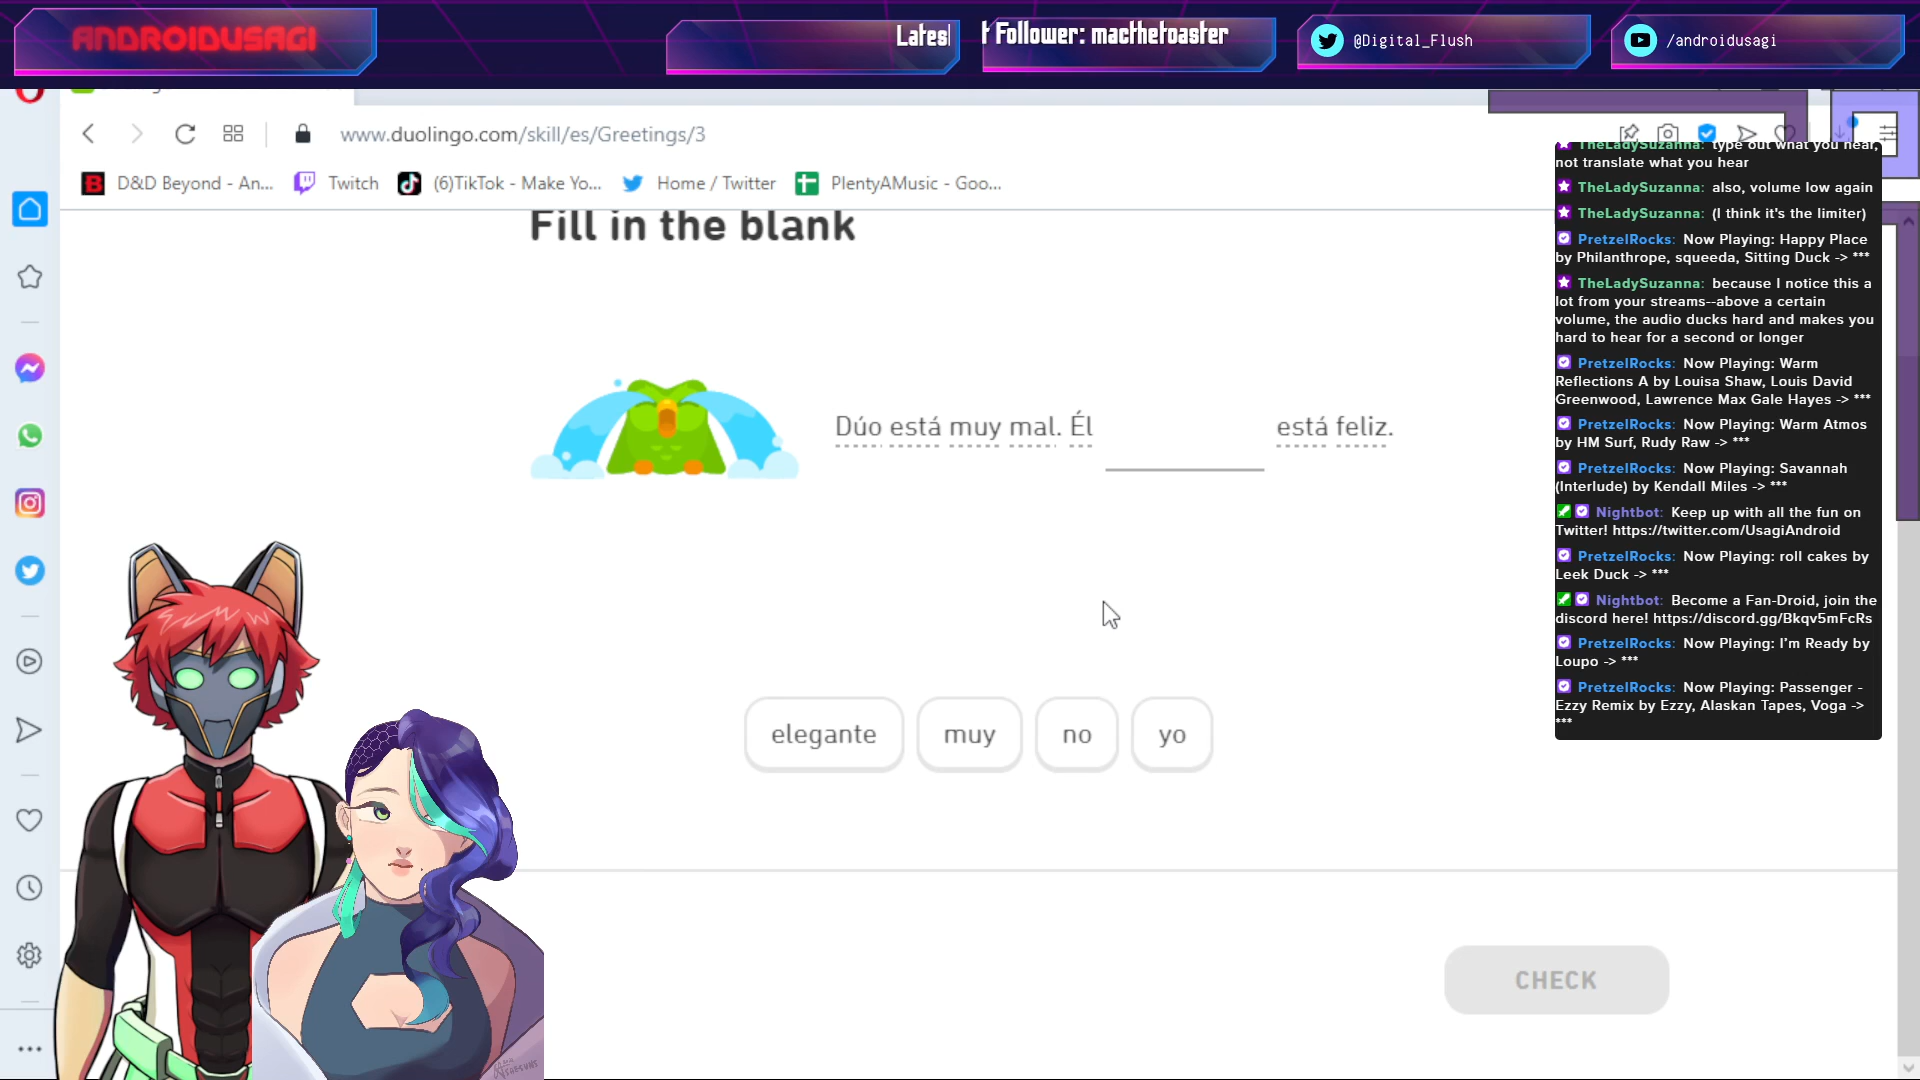 ANDROIDUSAGI
Latest
t Follower: macthetoaster
@Digital_Flush
/androidusagi
www.duolingo.com/skill/es/Greetings/3
D&D Beyond - An...
Twitch
(6)TikTok - Make Yo...
Home / Twitter
PlentyAMusic - Goo...
Fill in the blank
Dúo está muy mal. Él
está feliz.
elegante
muy
no
yo
CHECK
TheLadySuzanna: type out what you hear,
not translate what you hear
TheLadySuzanna: also, volume low again
TheLadySuzanna: (I think it's the limiter)
PretzelRocks: Now Playing: Happy Place
by Philanthrope, squeeda, Sitting Duck -> ***
TheLadySuzanna: because I notice this a
lot from your streams--above a certain
volume, the audio ducks hard and makes you
hard to hear for a second or longer
PretzelRocks: Now Playing: Warm
Reflections A by Louisa Shaw, Louis David
Greenwood, Lawrence Max Gale Hayes -> ***
PretzelRocks: Now Playing: Warm Atmos
by HM Surf, Rudy Raw -> ***
PretzelRocks: Now Playing: Savannah
(Interlude) by Kendall Miles -> ***
Nightbot: Keep up with all the fun on
Twitter! https://twitter.com/UsagiAndroid
PretzelRocks: Now Playing: roll cakes by
Leek Duck -> ***
Nightbot: Become a Fan-Droid, join the
discord here! https://discord.gg/Bkqv5mFcRs
PretzelRocks: Now Playing: I'm Ready by
Loupo -> ***
PretzelRocks: Now Playing: Passenger -
Ezzy Remix by Ezzy, Alaskan Tapes, Voga ->
***